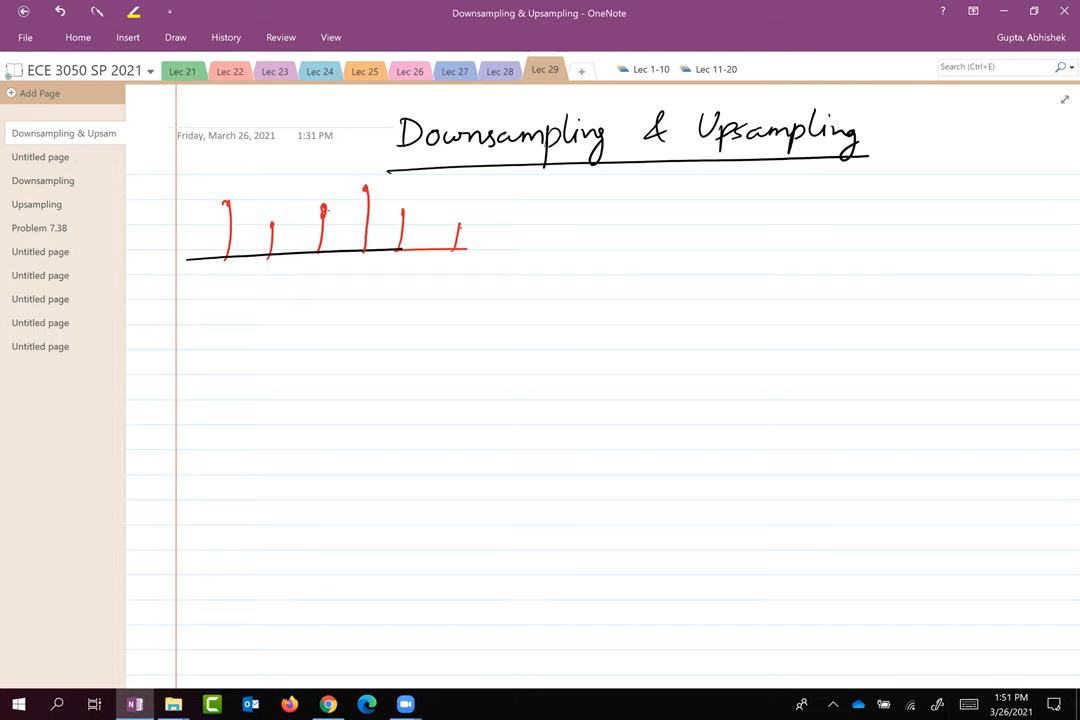 Downsampling & Upsampling - OneNote
?
File Home Insert Draw History Review View
Gupta, Abhishek
ECE 3050 SP 2021
Lec 21 Lec 22 Lec 23 Lec 24 Lec 25 Lec 26 Lec 27 Lec 28 Lec 29 + Lec 1-10 Lec 11-20
Search (Ctrl+E)
Add Page
Downsampling & Upsam
Untitled page
Downsampling
Upsampling
Problem 7.38
Untitled page
Untitled page
Untitled page
Untitled page
Untitled page
Friday, March 26, 2021 1:31 PM
Downsampling & Upsampling
1:51 PM
3/26/2021